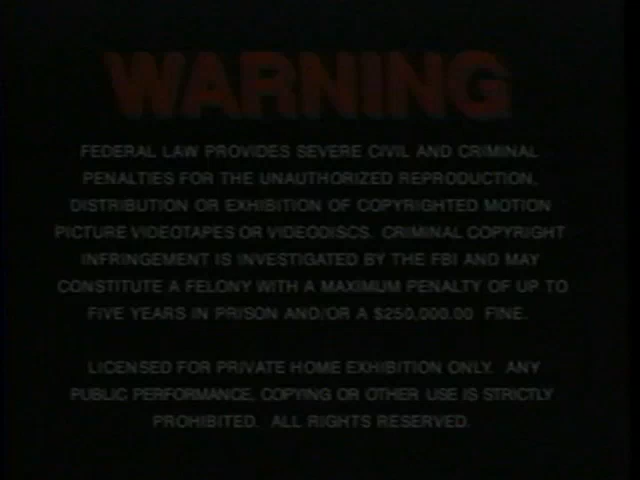 WARNING
FEDERAL LAW PROVIDES SEVERE CIVIL AND CRIMINAL
PENALTIES FOR THE UNAUTHORIZED REPRODUCTION,
DISTRIBUTION OR EXHIBITION OF COPYRIGHTED MOTION
PICTURE VIDEOTAPES OR VIDEODISCS. CRIMINAL COPYRIGHT
INFRINGEMENT IS INVESTIGATED BY THE FBI AND MAY
CONSTITUTE A FELONY WITH A MAXIMUM PENALTY OF UP TO
FIVE YEARS IN PRISON AND/OR A $250,000.00 FINE.
LICENSED FOR PRIVATE HOME EXHIBITION ONLY. ANY
PUBLIC PERFORMANCE, COPYING OR OTHER USE IS STRICTLY
PROHIBITED. ALL RIGHTS RESERVED.